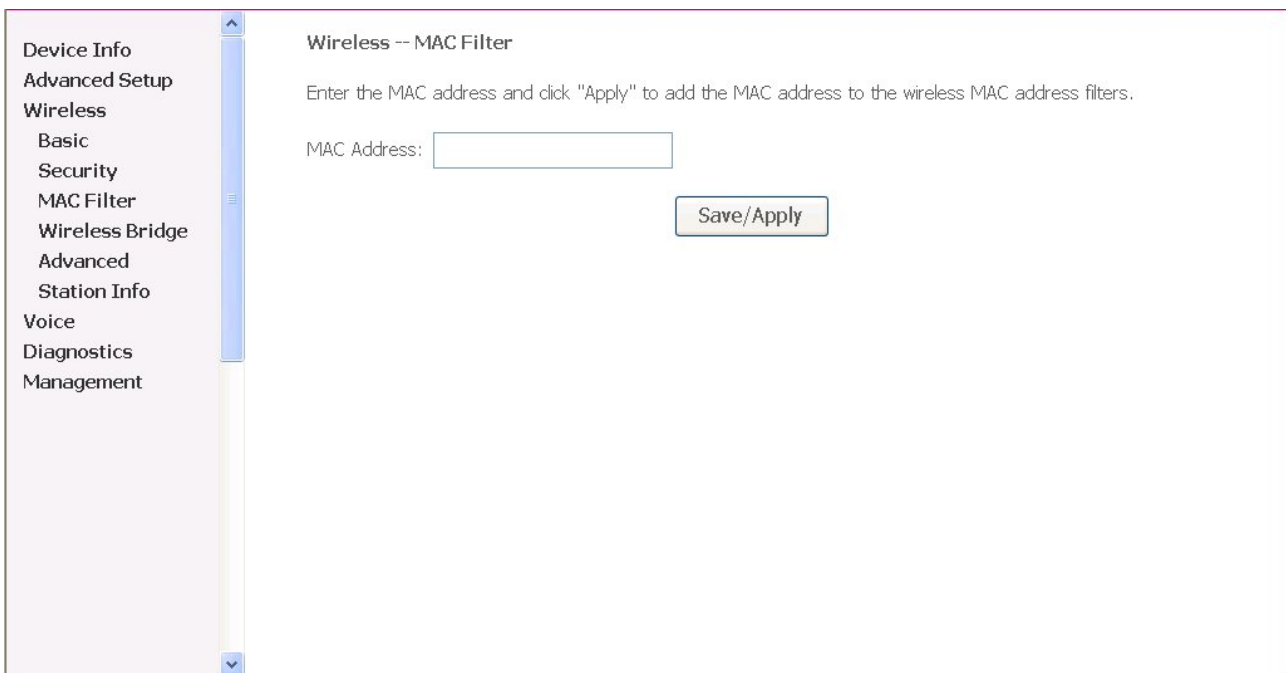 Device Info
Advanced Setup
Wireless
Basic
Security
MAC Filter
Wireless Bridge
Advanced
Station Info
Voice
Diagnostics
Management
Wireless -- MAC Filter
Enter the MAC address and click "Apply" to add the MAC address to the wireless MAC address filters.
MAC Address:
Save/Apply